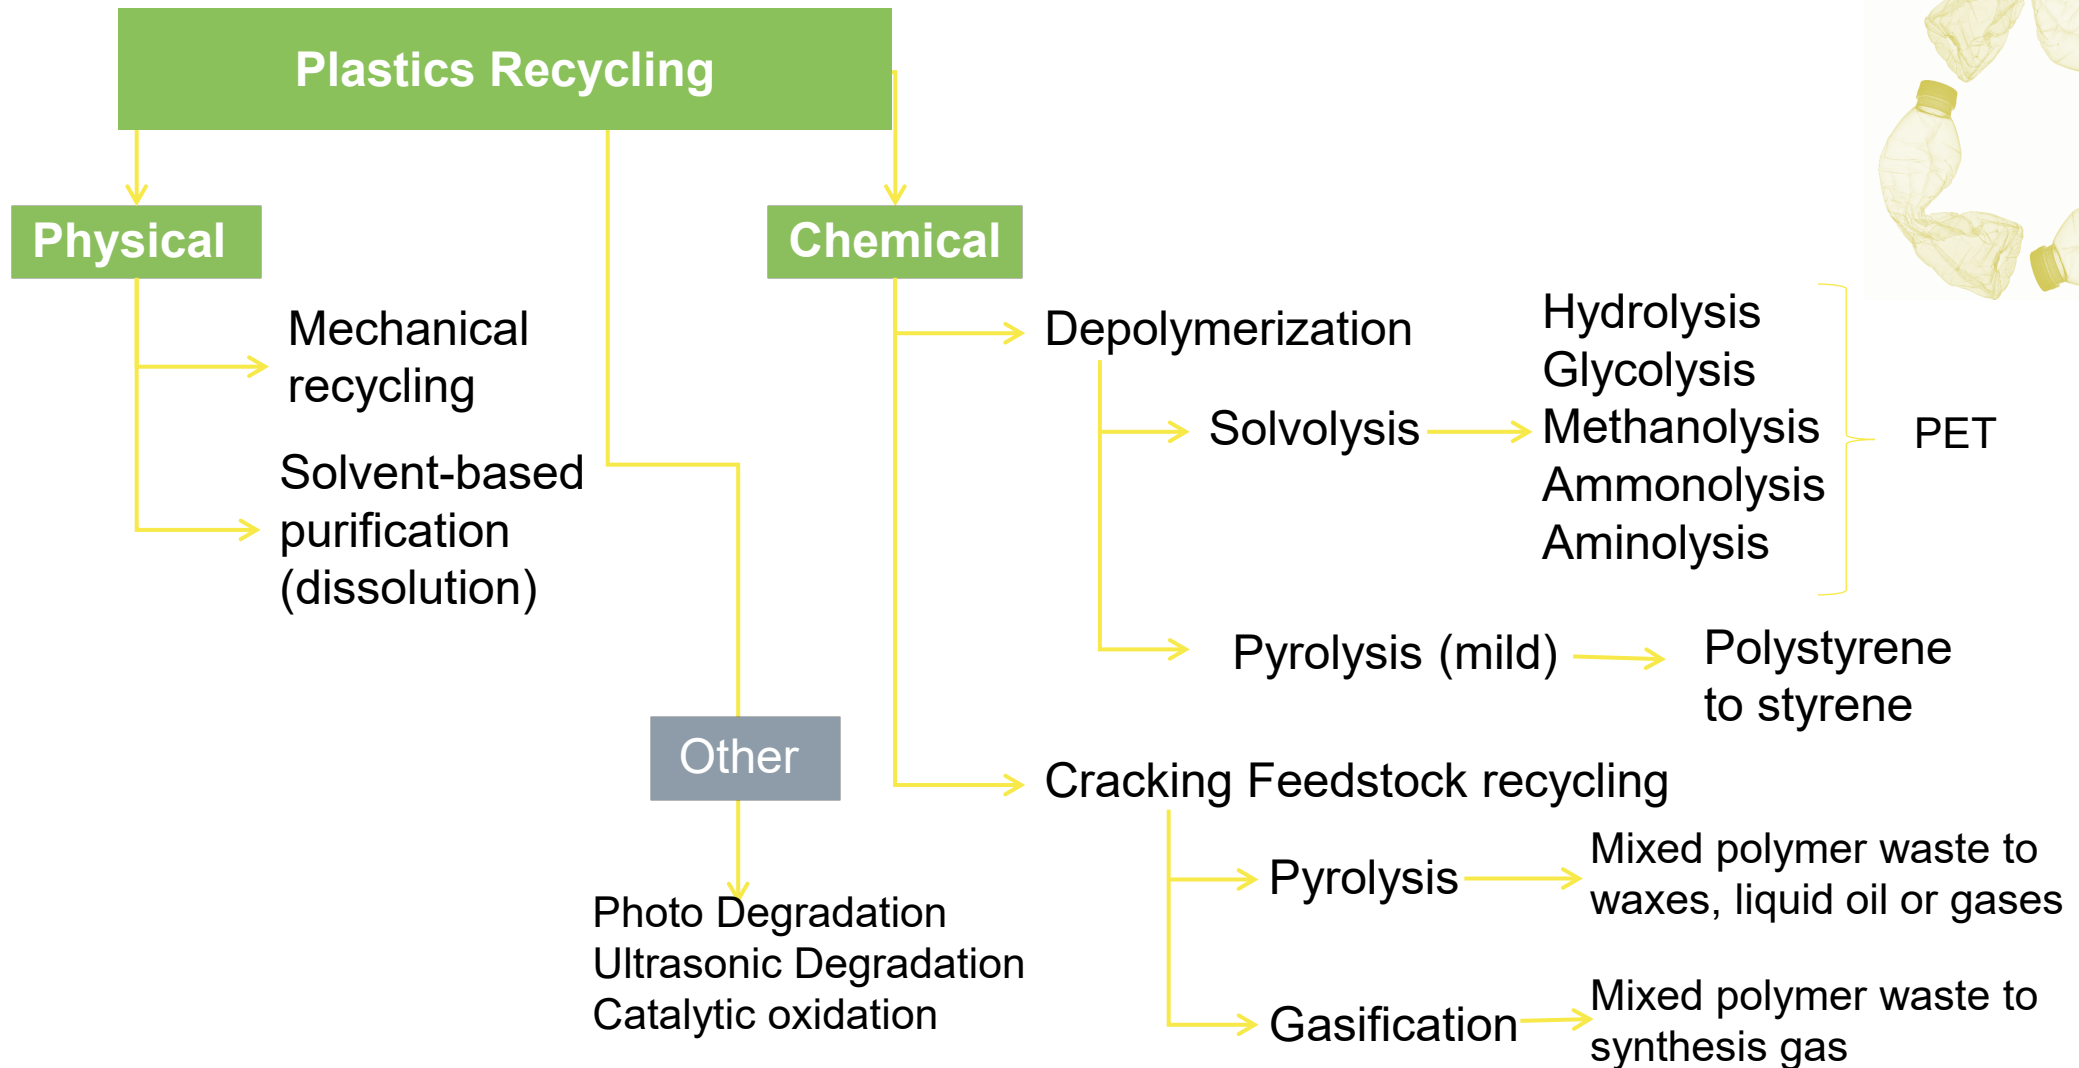 Plastics Recycling
Physical
Chemical
Mechanical
recycling
Solvent-based
purification
(dissolution)
Other
Photo Degradation
Ultrasonic Degradation
Catalytic oxidation
Depolymerization
Solvolysis
Hydrolysis
Glycolysis
Methanolysis
Ammonolysis
Aminolysis
PET
Pyrolysis (mild)
Polystyrene
to styrene
Cracking Feedstock recycling
Pyrolysis
Mixed polymer waste to
waxes, liquid oil or gases
Gasification
Mixed polymer waste to
synthesis gas